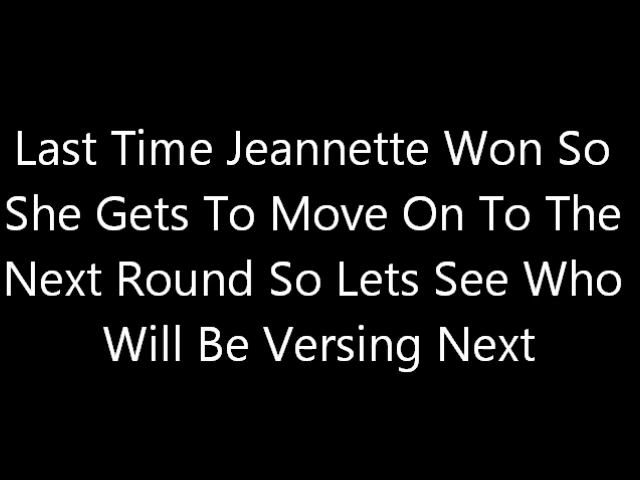 Last Time Jeannette Won So
She Gets To Move On To The
Next Round So Lets See Who
Will Be Versing Next